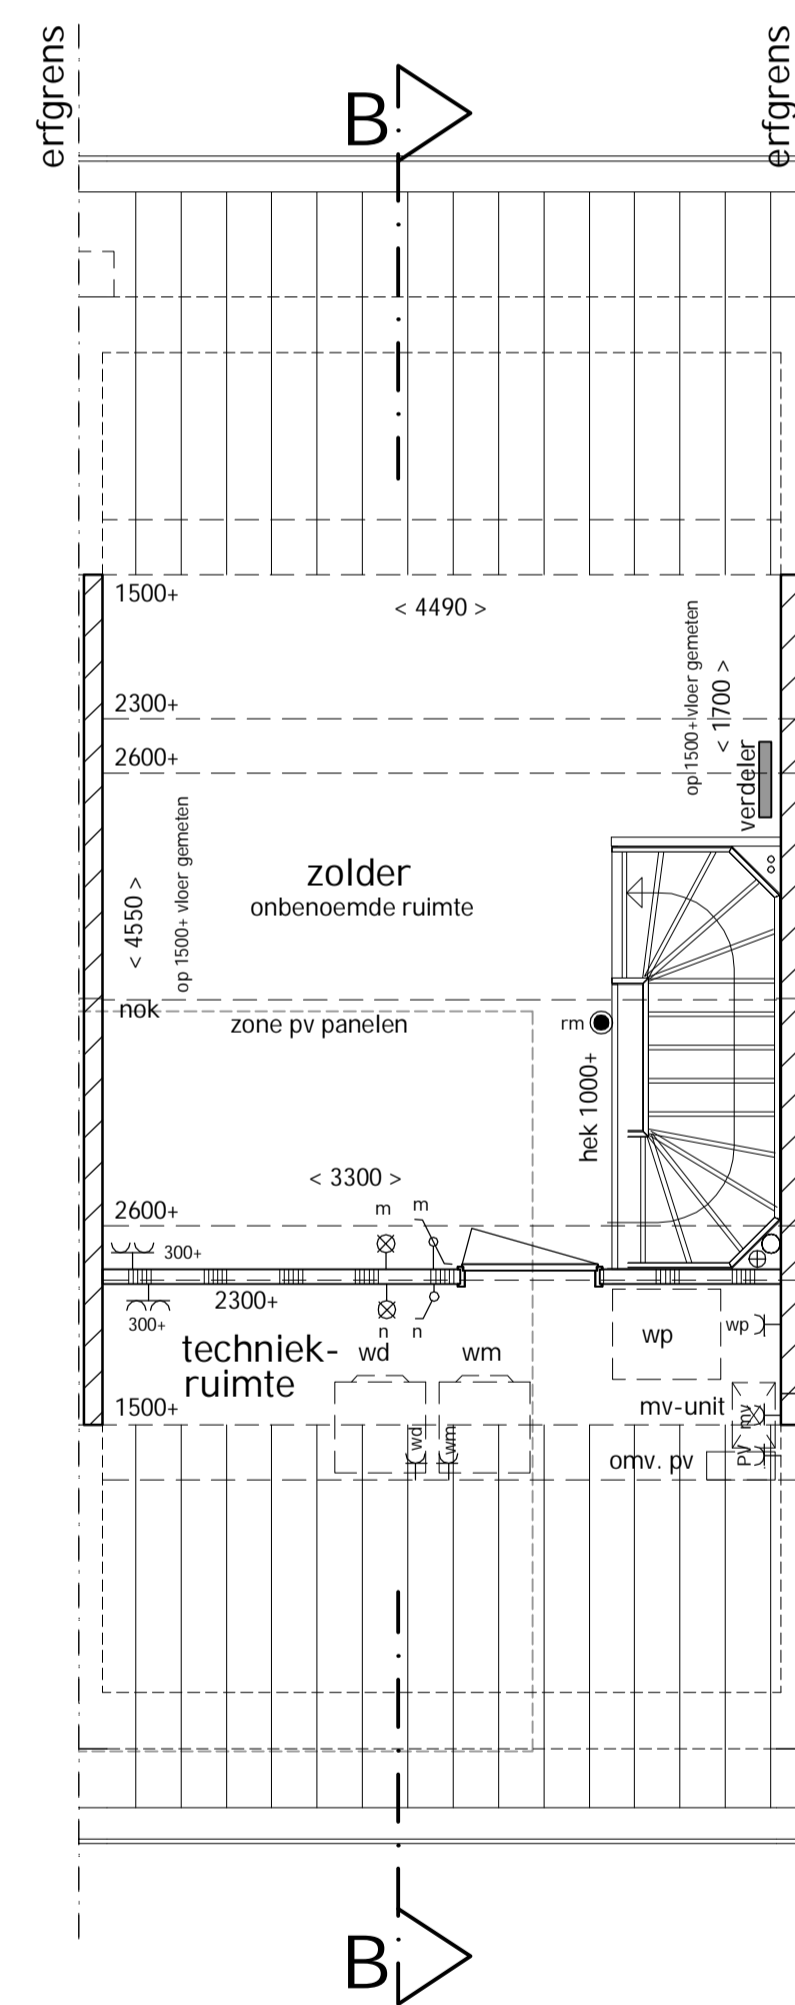 erfgrens
erfgrens
B
1500+
< 4490 >
op 1500+ vloer gemeten
< 1700 >
2300+
2600+
verdeler
zolder
onbenoemde ruimte
< 4550 >
op 1500+ vloer gemeten
nok
zone pv panelen
rm
hek 1000+
< 3300 >
2600+
m
m
300+
2300+
300+
n
n
techniek-
ruimte
wd
wm
wp
wp
1500+
mv-unit
mv
wd
wm
omv. pv
PV
B